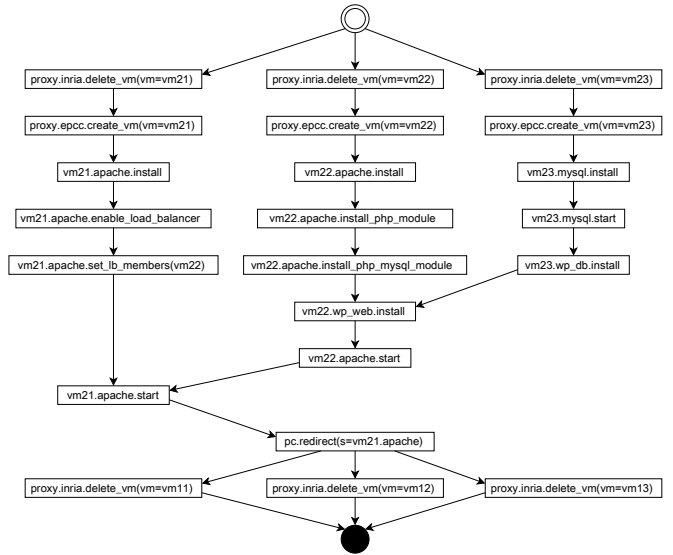 proxy.inria.delete_vm(vm=vm21)
proxy.inria.delete_vm(vm=vm22)
proxy.inria.delete_vm(vm=vm23)
proxy.epcc.create_vm(vm=vm21)
proxy.epcc.create_vm(vm=vm22)
proxy.epcc.create_vm(vm=vm23)
vm21.apache.install
vm22.apache.install
vm23.mysql.install
vm21.apache.enable_load_balancer
vm22.apache.install_php_module
vm23.mysql.start
vm21.apache.set_lb_members(vm22)
vm22.apache.install_php_mysql_module
vm23.wp_db.install
vm22.wp_web.install
vm22.apache.start
vm21.apache.start
pc.redirect(s=vm21.apache)
proxy.inria.delete_vm(vm=vm11)
proxy.inria.delete_vm(vm=vm12)
proxy.inria.delete_vm(vm=vm13)